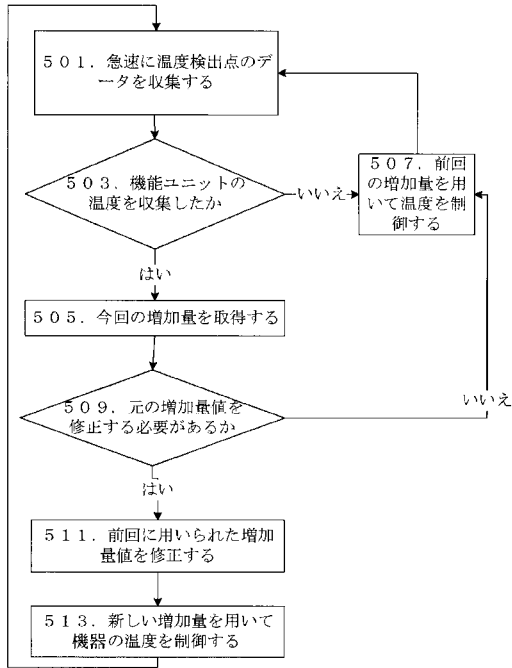 ５０１．急速に温度検出点のデ
ータを収集する
５０３．機能ユニットの
温度を収集したか
いいえ
５０７．前回
の増加量を用
いて温度を制
御する
はい
５０５．今回の増加量を取得する
５０９．元の増加量値を
修正する必要があるか
いいえ
はい
５１１．前回に用いられた増加
量値を修正する
５１３．新しい増加量を用いて
機器の温度を制御する